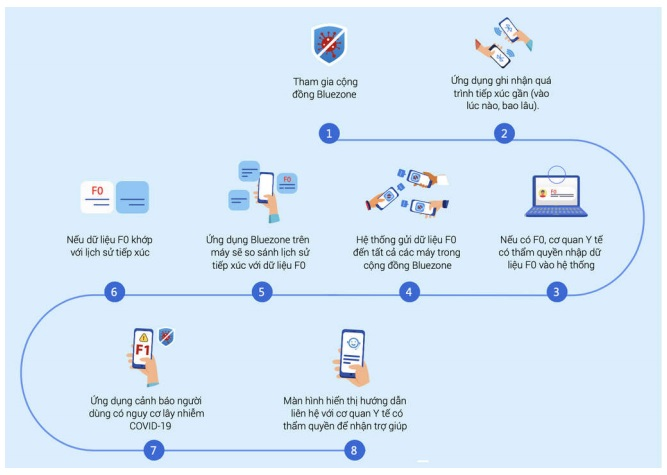 Tham gia cộng
đồng Bluezone
1
Ứng dụng ghi nhận quá
trình tiếp xúc gần (vào
lúc nào, bao lâu).
2
F0
Nếu có F0, cơ quan Y tế
có thẩm quyền nhập dữ
liệu F0 vào hệ thống
3
Hệ thống gửi dữ liệu F0
đến tất cả các máy trong
cộng đồng Bluezone
4
F0
Ứng dụng Bluezone trên
máy sẽ so sánh lịch sử
tiếp xúc với dữ liệu F0
5
F0
Nếu dữ liệu F0 khớp
với lịch sử tiếp xúc
6
F1
Ứng dụng cảnh báo người
dùng có nguy cơ lây nhiễm
COVID-19
7
Màn hình hiển thị hướng dẫn
liên hệ với cơ quan Y tế có
thẩm quyền để nhận trợ giúp
8